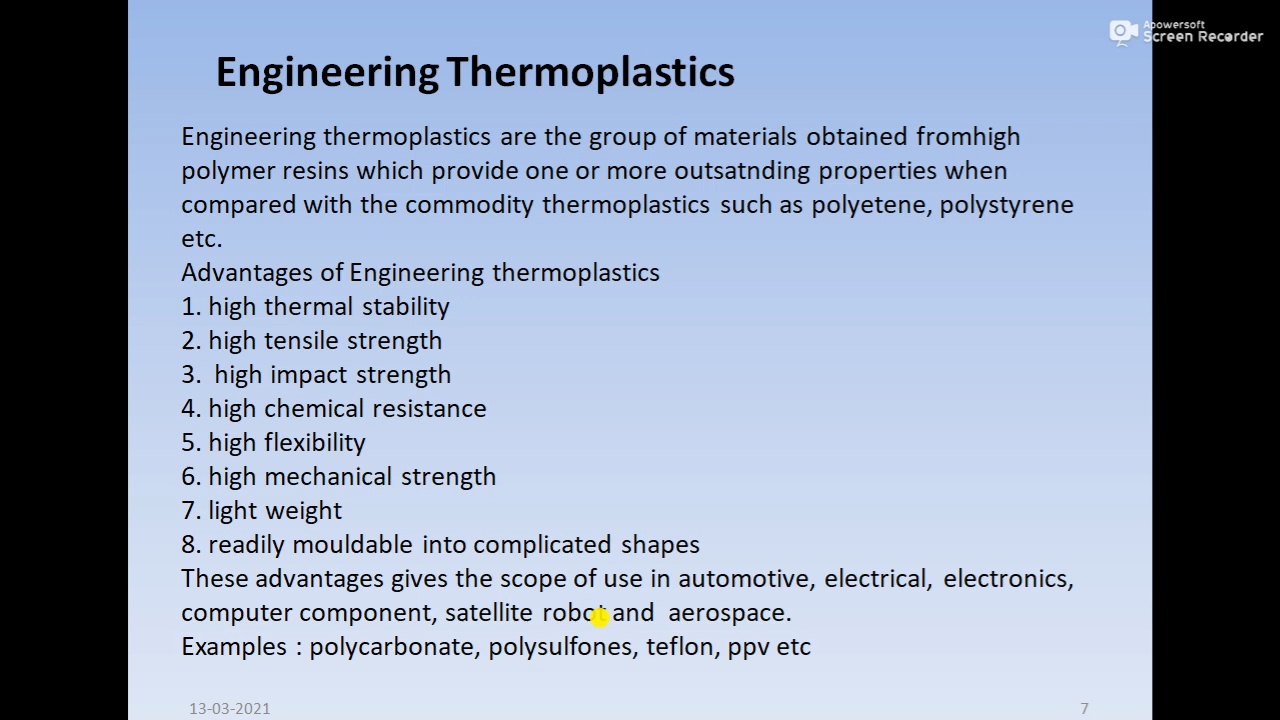 Apowersoft
Screen Recorder
Engineering Thermoplastics
Engineering thermoplastics are the group of materials obtained fromhigh
polymer resins which provide one or more outsatnding properties when
compared with the commodity thermoplastics such as polyetene, polystyrene
etc.
Advantages of Engineering thermoplastics
1. high thermal stability
2. high tensile strength
3. high impact strength
4. high chemical resistance
5. high flexibility
6. high mechanical strength
7. light weight
8. readily mouldable into complicated shapes
These advantages gives the scope of use in automotive, electrical, electronics,
computer component, satellite robot and aerospace.
Examples : polycarbonate, polysulfones, teflon, ppv etc
13-03-2021
7